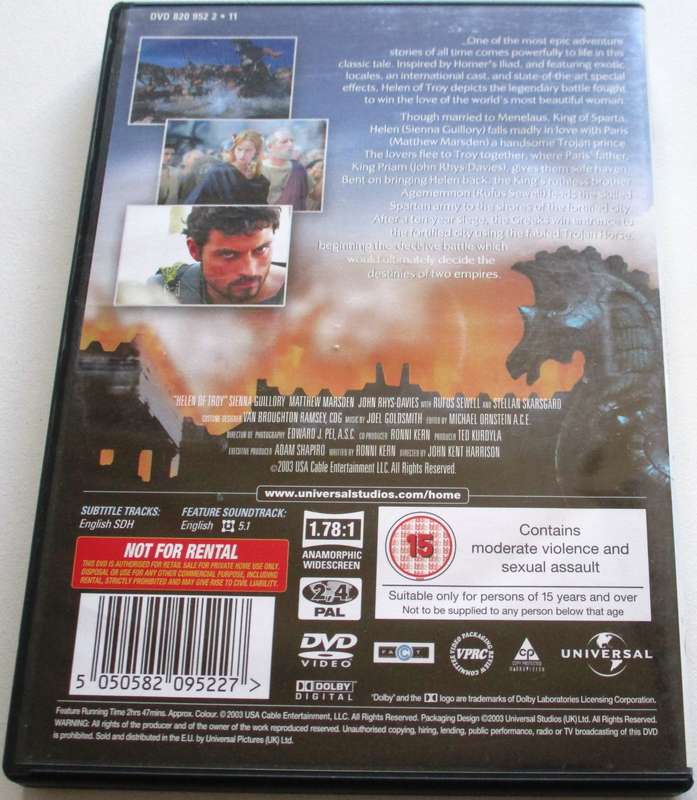 DVD 820 952 2 • 11
One of the most epic adventure
stories of all time comes powerfully to life in this
classic tale. Inspired by Homer's Iliad, and featuring exotic
locales, an international cast, and state-of-the-art special
effects, Helen of Troy depicts the legendary battle fought
to win the love of the world's most beautiful woman.
Though married to Menelaus, King of Sparta,
Helen (Sienna Guillory) falls madly in love with Paris
(Matthew Marsden) a handsome Trojan prince.
The lovers flee to Troy together, where Paris' father,
King Priam (John Rhys-Davies), gives them safe haven.
Bent on bringing Helen back, the King's ruthless brother
Agamemnon (Rufus Sewell) leads the allied
Spartan army to the shores of the fortified city.
After a ten-year siege, the Greeks win entrance to
the fortified city using the fabled Trojan Horse,
beginning the decisive battle which
would ultimately decide the
destinies of two empires.
"HELEN OF TROY" SIENNA GUILLORY MATTHEW MARSDEN JOHN RHYS-DAVIES WITH RUFUS SEWELL AND STELLAN SKARSGARD
COSTUME DESIGNER VAN BROUGHTON RAMSEY, CDG MUSIC BY JOEL GOLDSMITH EDITED BY MICHAEL ORNSTEIN A.C.E.
DIRECTOR OF PHOTOGRAPHY EDWARD J. PEI, A.S.C. CO PRODUCER RONNI KERN PRODUCER TED KURDYLA
EXECUTIVE PRODUCER ADAM SHAPIRO WRITTEN BY RONNI KERN DIRECTED BY JOHN KENT HARRISON
©2003 USA Cable Entertainment LLC. All Rights Reserved.
www.universalstudios.com/home
SUBTITLE TRACKS:
English SDH
FEATURE SOUNDTRACK:
English 5.1
NOT FOR RENTAL
THIS DVD IS AUTHORISED FOR RETAIL SALE FOR PRIVATE HOME USE ONLY.
DISPOSAL OR USE FOR ANY OTHER COMMERCIAL PURPOSE, INCLUDING
RENTAL, STRICTLY PROHIBITED AND MAY GIVE RISE TO CIVIL LIABILITY.
1.78:1
ANAMORPHIC
WIDESCREEN
2,4
PAL
15
Contains
moderate violence and
sexual assault
Suitable only for persons of 15 years and over
Not to be supplied to any person below that age
5 050582 095227 >
DVD
VIDEO
DOLBY
DIGITAL
FACT
VIDEO PACKAGING REVIEW COMMITTEE
VPRC
CP
COPY PROTECTED
UNIVERSAL
"Dolby" and the logo are trademarks of Dolby Laboratories Licensing Corporation.
Feature Running Time 2hrs 47mins. Approx. Colour. © 2003 USA Cable Entertainment, LLC. All Rights Reserved. Packaging Design ©2003 Universal Studios (UK) Ltd. All Rights Reserved.
WARNING: All rights of the producer and of the owner of the work reproduced reserved. Unauthorised copying, hiring, lending, public performance, radio or TV broadcasting of this DVD
is prohibited. Sold and distributed in the E.U. by Universal Pictures (UK) Ltd.